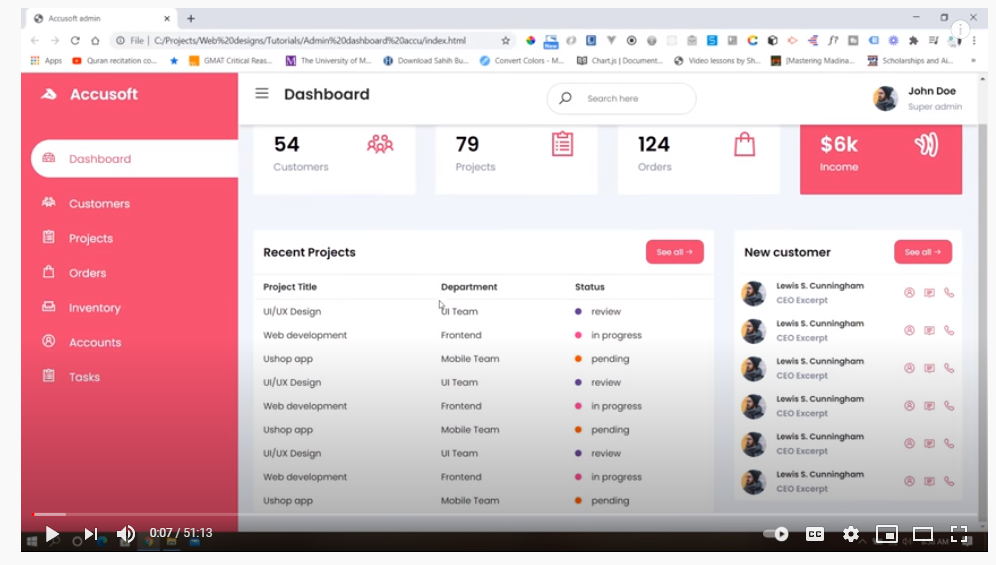 Accusoft admin
File | C:/Projects/Web%20designs/Tutorials/Admin%20dashboard%20accu/index.html
Apps Quran recitation co... GMAT Critical Reas... The University of M... Download Sahih Bu... Convert Colors - M... Chart.js | Document... Video lessons by Sh... [Mastering Madina... Scholarships and Ai... »
Accusoft
Dashboard
Search here
John Doe
Super admin
54
Customers
79
Projects
124
Orders
$6k
Income
Dashboard
Customers
Projects
Orders
Inventory
Accounts
Tasks
Recent Projects
See all →
Project Title Department Status
UI/UX Design UI Team review
Web development Frontend in progress
Ushop app Mobile Team pending
UI/UX Design UI Team review
Web development Frontend in progress
Ushop app Mobile Team pending
UI/UX Design UI Team review
Web development Frontend in progress
Ushop app Mobile Team pending
New customer
See all →
Lewis S. Cunningham
CEO Excerpt
Lewis S. Cunningham
CEO Excerpt
Lewis S. Cunningham
CEO Excerpt
Lewis S. Cunningham
CEO Excerpt
Lewis S. Cunningham
CEO Excerpt
Lewis S. Cunningham
CEO Excerpt
0:07 / 51:13
CC